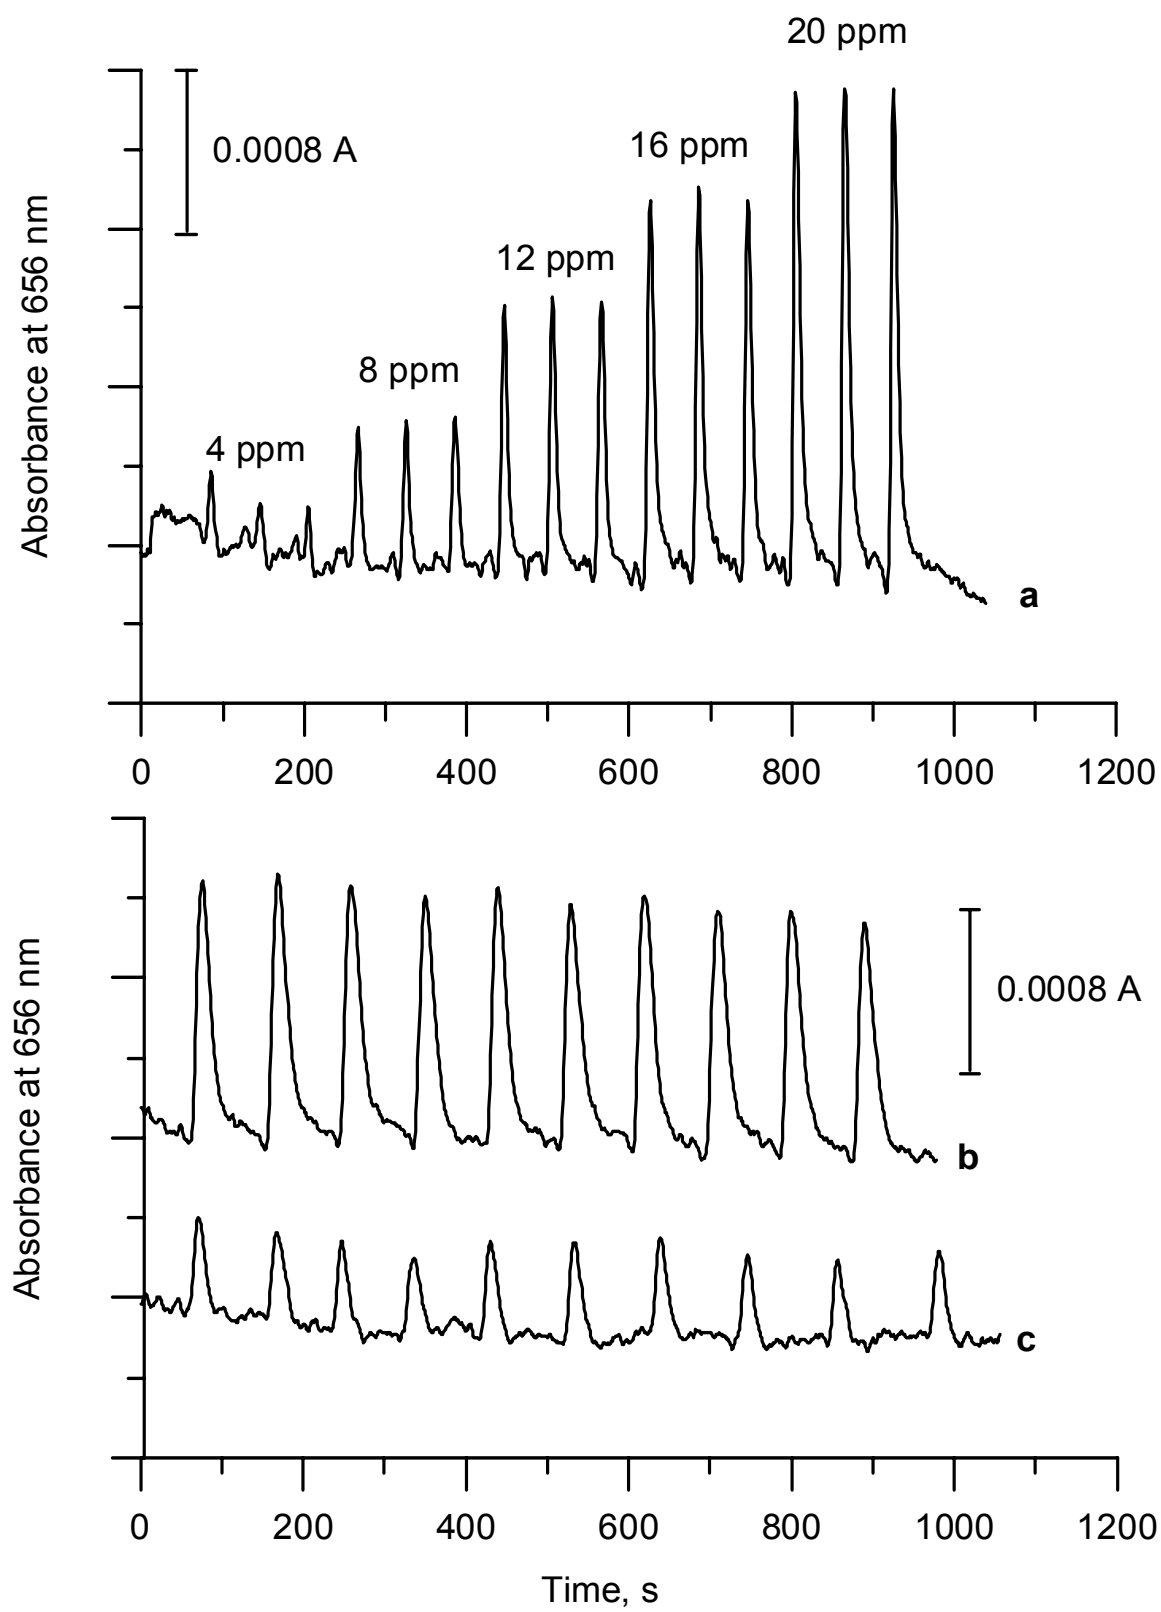 20 ppm
0.0008 A
16 ppm
12 ppm
8 ppm
4 ppm
Absorbance at 656 nm
a
0 200 400 600 800 1000 1200
0.0008 A
Absorbance at 656 nm
b
c
0 200 400 600 800 1000 1200
Time, s